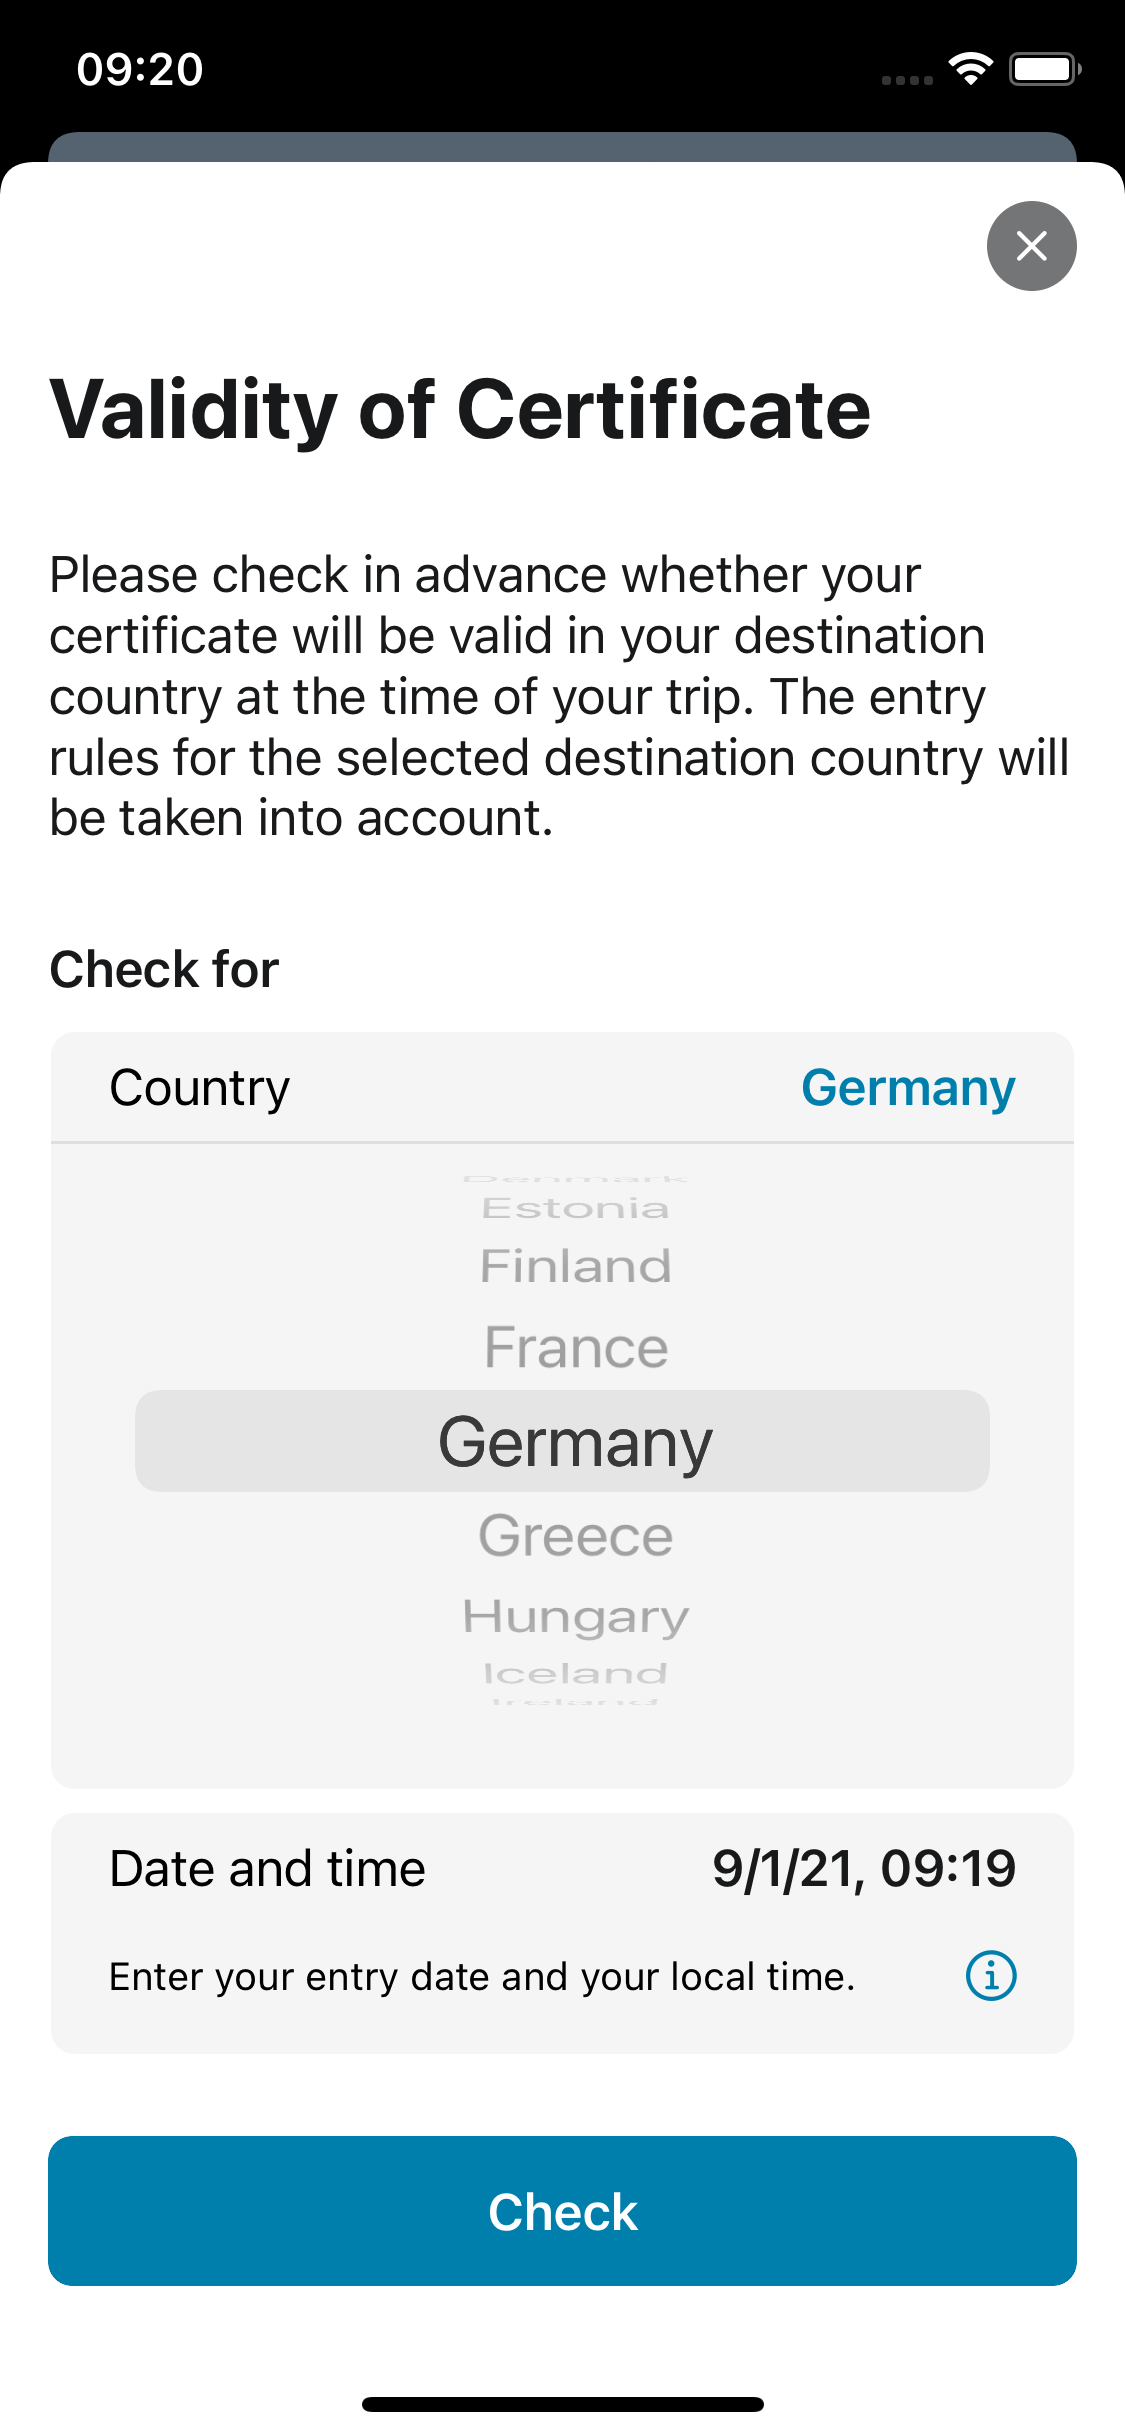 09:20
Validity of Certificate
Please check in advance whether your
certificate will be valid in your destination
country at the time of your trip. The entry
rules for the selected destination country will
be taken into account.
Check for
Country Germany
Denmark
Estonia
Finland
France
Germany
Greece
Hungary
Iceland
Ireland
Date and time 9/1/21, 09:19
Enter your entry date and your local time.
Check